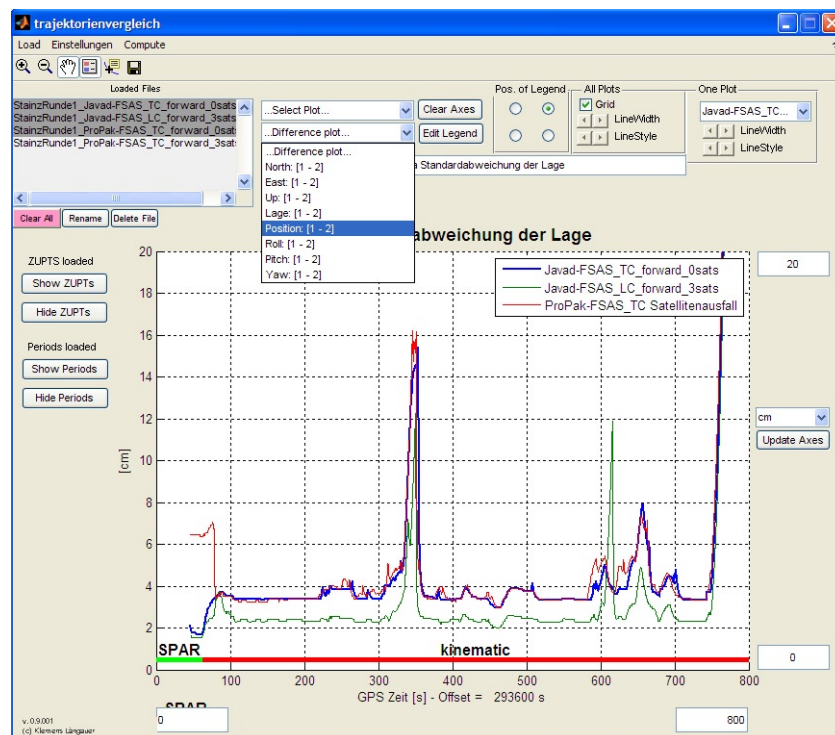 trajektorienvergleich
Load Einstellungen Compute
Loaded Files
StainzRunde1_Javad-FSAS_TC_forward_0sats
StainzRunde1_Javad-FSAS_LC_forward_3sats
StainzRunde1_ProPak-FSAS_TC_forward_0sat
StainzRunde1_ProPak-FSAS_TC_forward_3sat
Clear All Rename Delete File
...Select Plot... Clear Axes
...Difference plot... Edit Legend
...Difference plot...
North: [1 - 2]
East: [1 - 2]
Up: [1 - 2]
Lage: [1 - 2]
Position: [1 - 2]
Roll: [1 - 2]
Pitch: [1 - 2]
Yaw: [1 - 2]
a Standardabweichung der Lage
Pos. of Legend
All Plots
Grid
LineWidth
LineStyle
One Plot
Javad-FSAS_TC...
LineWidth
LineStyle
ZUPTS loaded
Show ZUPTs
Hide ZUPTs
Periods loaded
Show Periods
Hide Periods
abweichung der Lage
Javad-FSAS_TC_forward_0sats
Javad-FSAS_LC_forward_3sats
ProPak-FSAS_TC Satellitenausfall
20
18
16
14
12
10
8
6
4
2
0
[cm]
SPAR kinematic
0 100 200 300 400 500 600 700 800
GPS Zeit [s] - Offset = 293600 s
20
cm
Update Axes
0
SPAR
0 800
v. 0.9.001
(c) Klemens Längauer